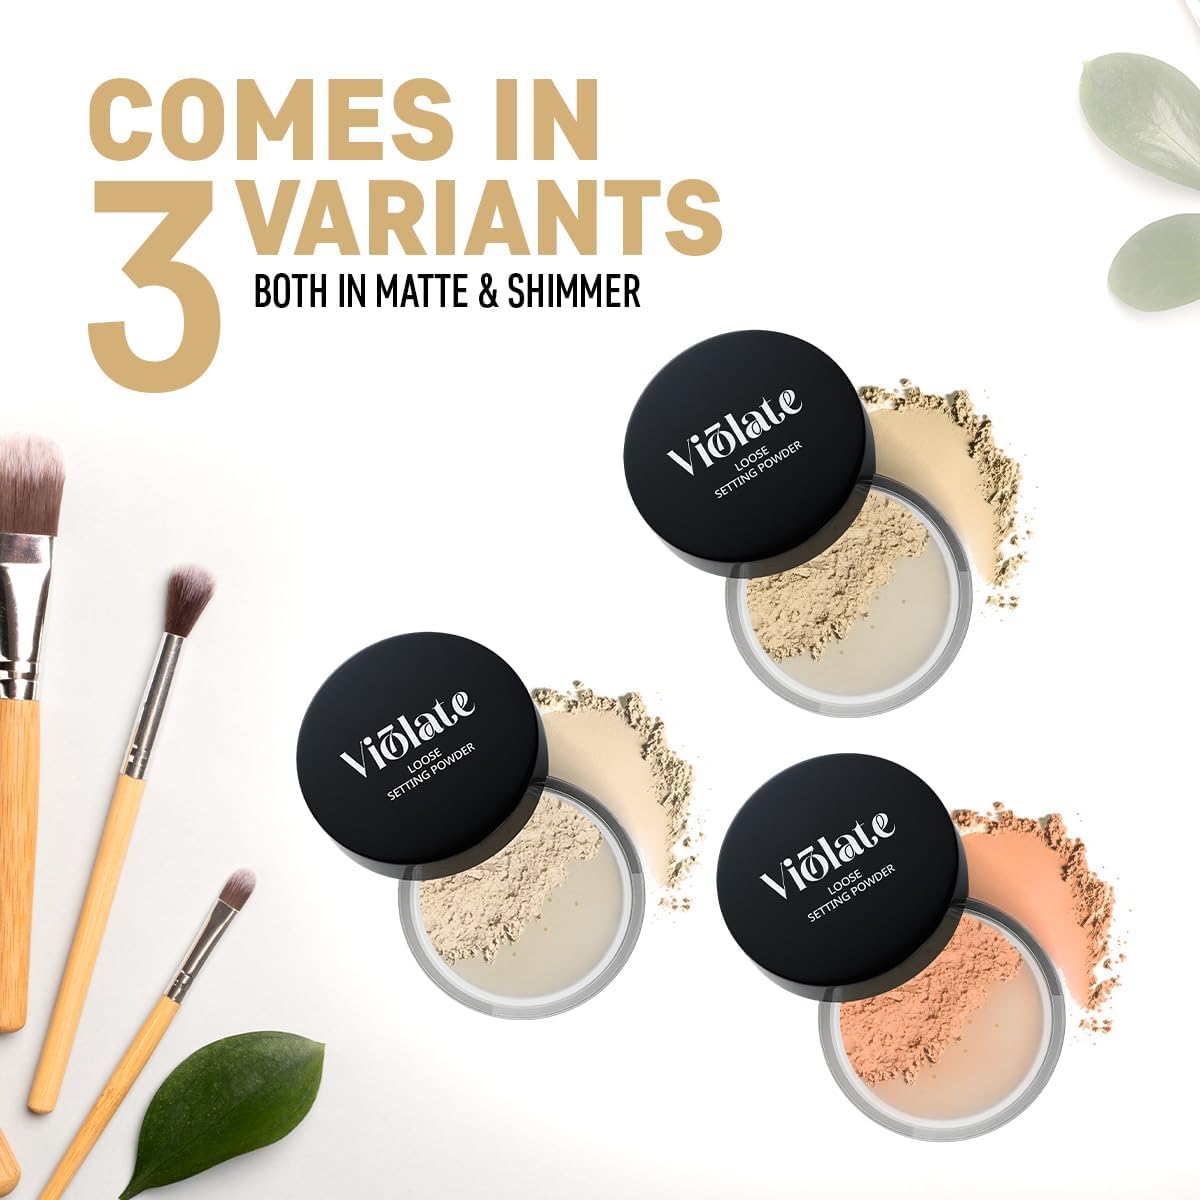 COMES IN
3 VARIANTS
BOTH IN MATTE & SHIMMER
Violate
LOOSE
SETTING POWDER
Violate
LOOSE
SETTING POWDER
Violate
LOOSE
SETTING POWDER